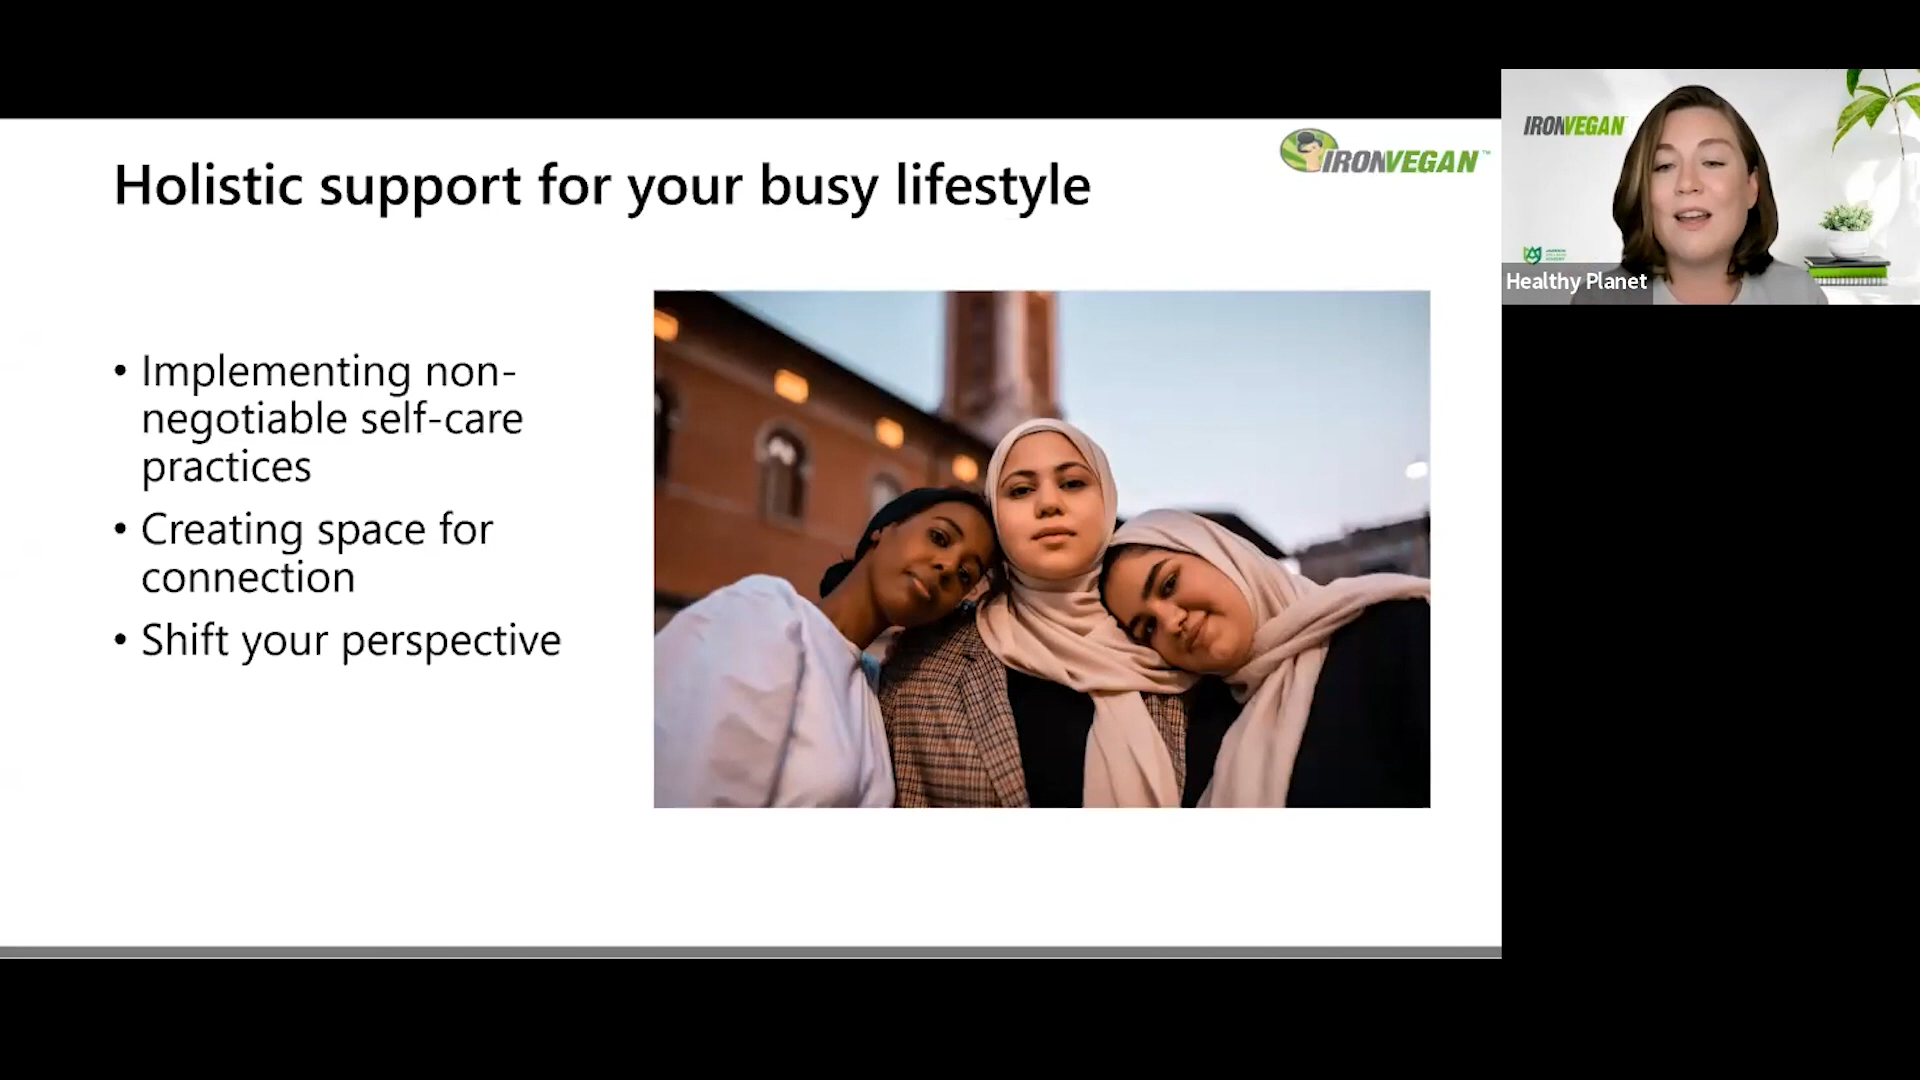 Holistic support for your busy lifestyle
IRONVEGAN™
• Implementing non-
negotiable self-care
practices
• Creating space for
connection
• Shift your perspective
IRONVEGAN
Healthy Planet